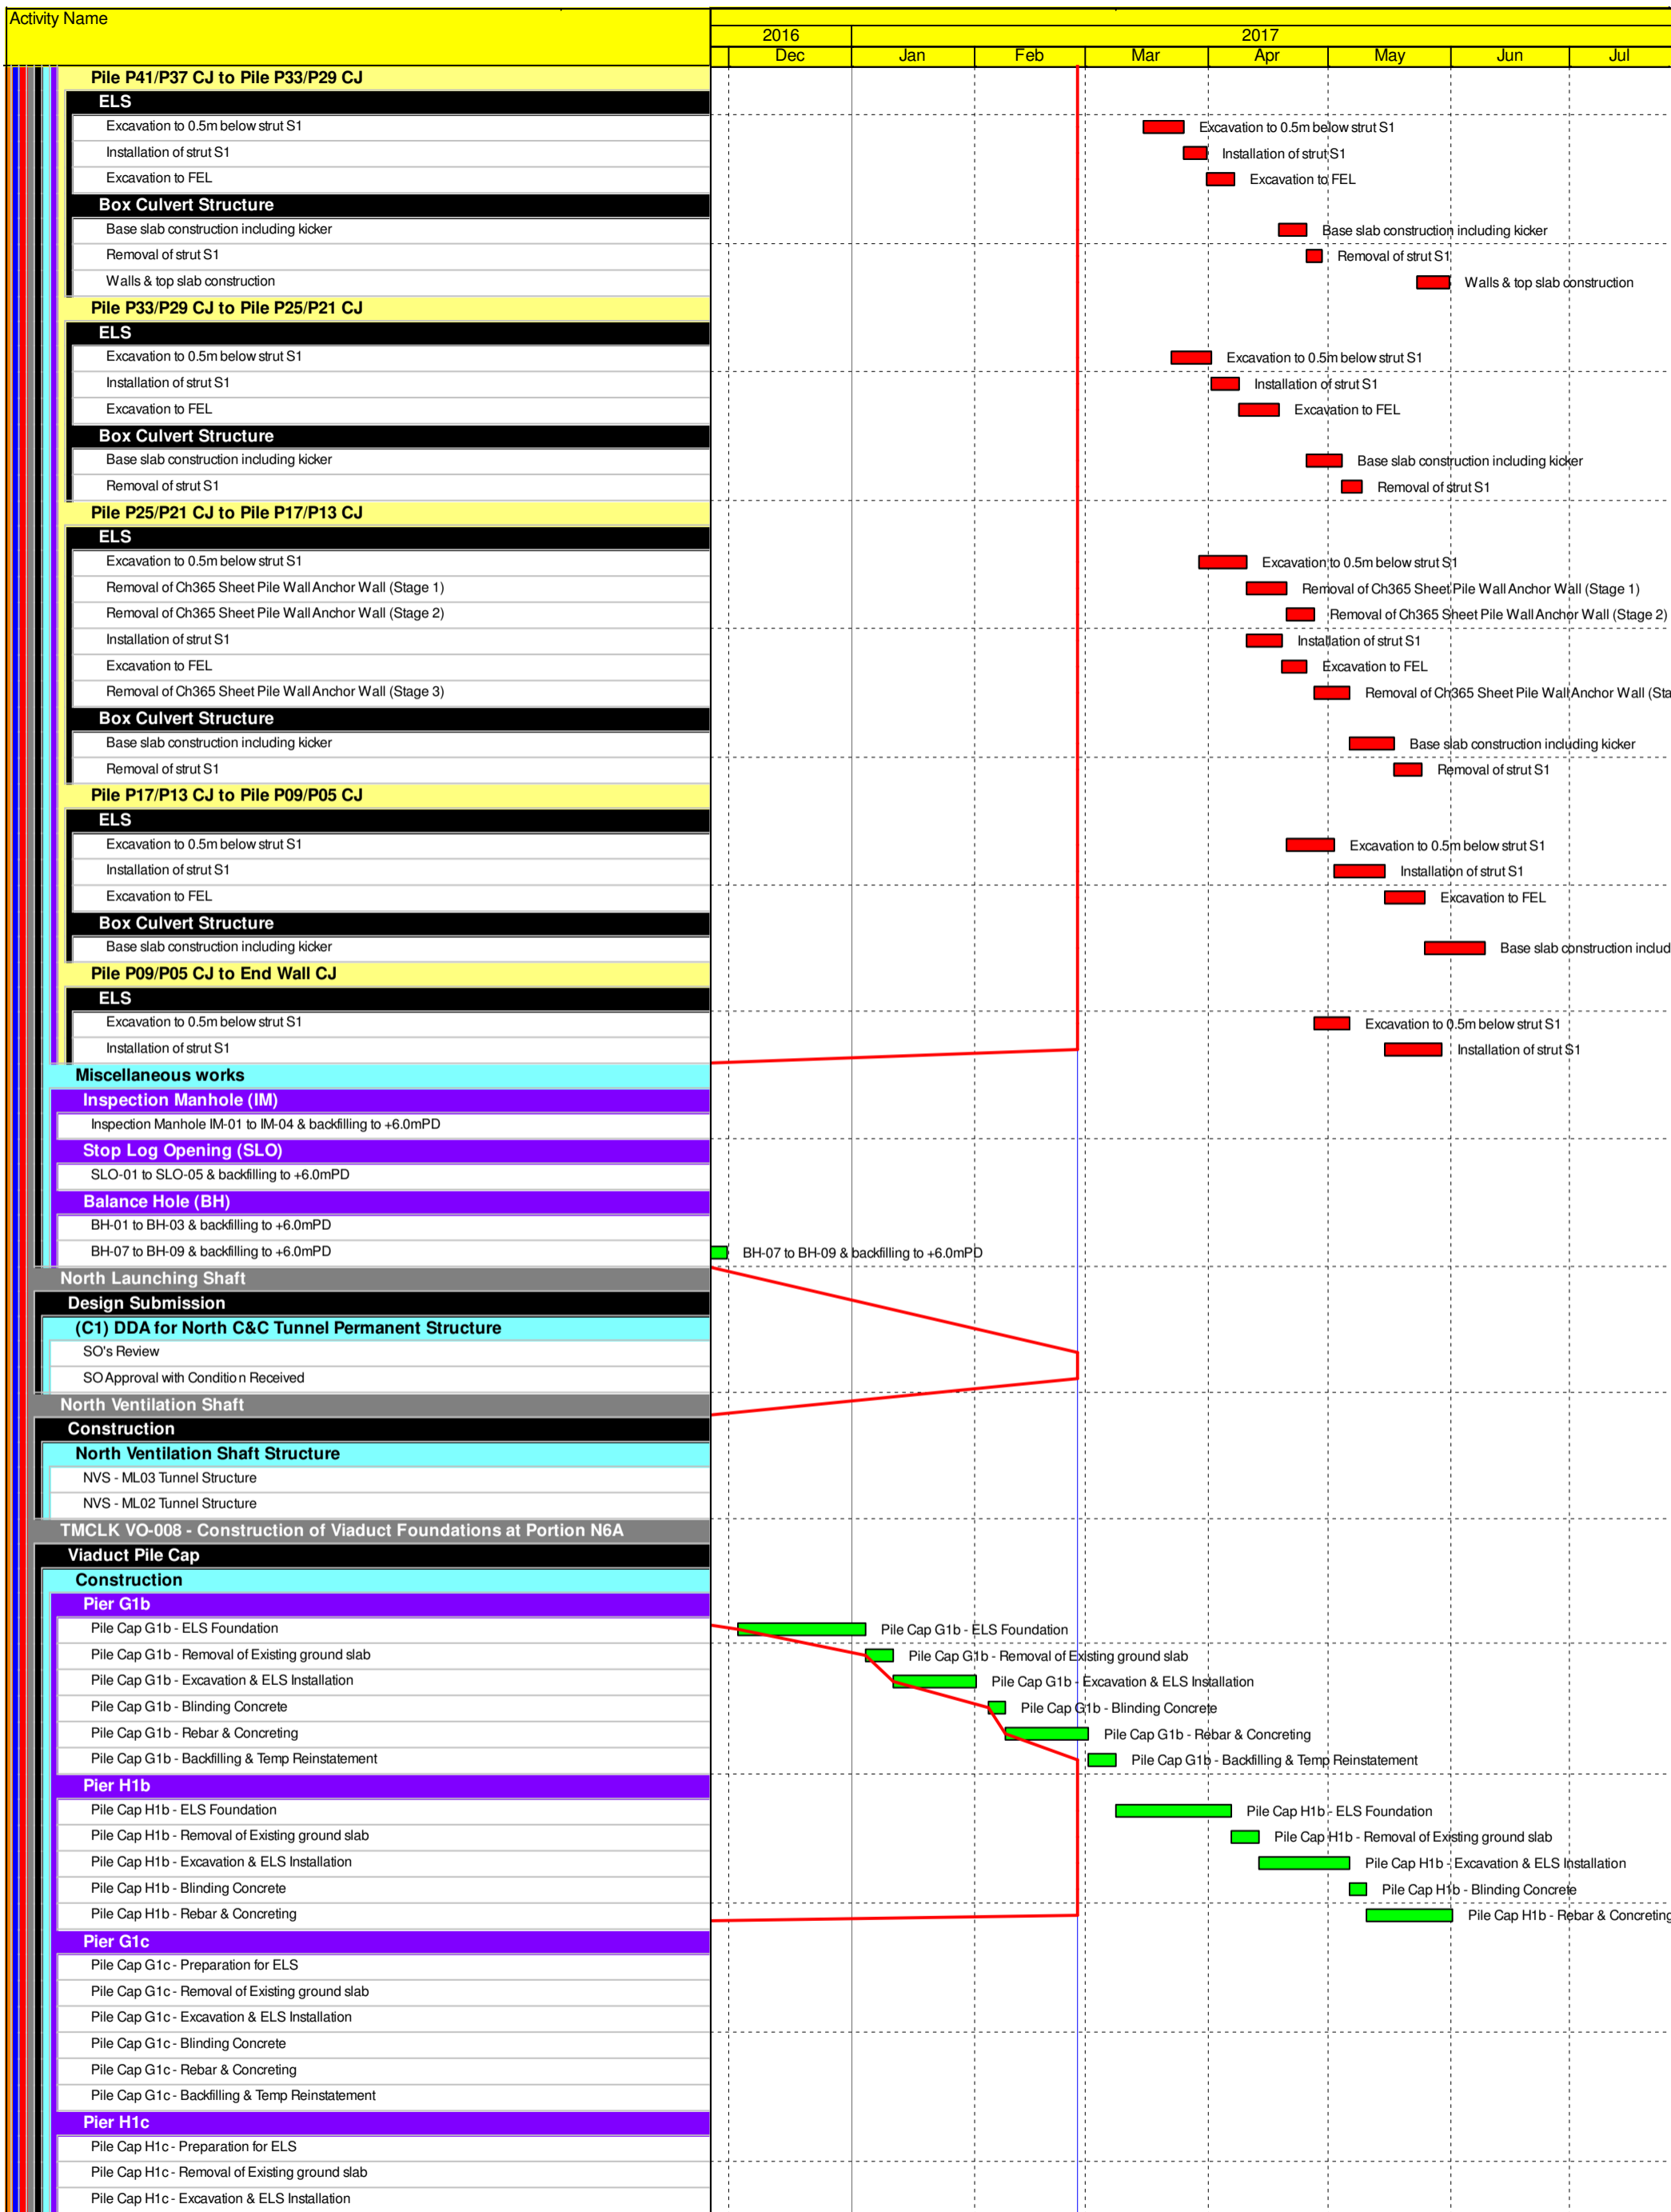 Activity Name
2016 2017
Dec Jan Feb Mar Apr May Jun Jul
Pile P41/P37 CJ to Pile P33/P29 CJ
ELS
Excavation to 0.5m below strut S1 Excavation to 0.5m below strut S1
Installation of strut S1 Installation of strut S1
Excavation to FEL Excavation to FEL
Box Culvert Structure
Base slab construction including kicker Base slab construction including kicker
Removal of strut S1 Removal of strut S1
Walls & top slab construction Walls & top slab construction
Pile P33/P29 CJ to Pile P25/P21 CJ
ELS
Excavation to 0.5m below strut S1 Excavation to 0.5m below strut S1
Installation of strut S1 Installation of strut S1
Excavation to FEL Excavation to FEL
Box Culvert Structure
Base slab construction including kicker Base slab construction including kicker
Removal of strut S1 Removal of strut S1
Pile P25/P21 CJ to Pile P17/P13 CJ
ELS
Excavation to 0.5m below strut S1 Excavation to 0.5m below strut S1
Removal of Ch365 Sheet Pile Wall Anchor Wall (Stage 1) Removal of Ch365 Sheet Pile Wall Anchor Wall (Stage 1)
Removal of Ch365 Sheet Pile Wall Anchor Wall (Stage 2) Removal of Ch365 Sheet Pile Wall Anchor Wall (Stage 2)
Installation of strut S1 Installation of strut S1
Excavation to FEL Excavation to FEL
Removal of Ch365 Sheet Pile Wall Anchor Wall (Stage 3) Removal of Ch365 Sheet Pile Wall Anchor Wall (Sta
Box Culvert Structure
Base slab construction including kicker Base slab construction including kicker
Removal of strut S1 Removal of strut S1
Pile P17/P13 CJ to Pile P09/P05 CJ
ELS
Excavation to 0.5m below strut S1 Excavation to 0.5m below strut S1
Installation of strut S1 Installation of strut S1
Excavation to FEL Excavation to FEL
Box Culvert Structure
Base slab construction including kicker Base slab construction includ
Pile P09/P05 CJ to End Wall CJ
ELS
Excavation to 0.5m below strut S1 Excavation to 0.5m below strut S1
Installation of strut S1 Installation of strut S1
Miscellaneous works
Inspection Manhole (IM)
Inspection Manhole IM-01 to IM-04 & backfilling to +6.0mPD
Stop Log Opening (SLO)
SLO-01 to SLO-05 & backfilling to +6.0mPD
Balance Hole (BH)
BH-01 to BH-03 & backfilling to +6.0mPD
BH-07 to BH-09 & backfilling to +6.0mPD BH-07 to BH-09 & backfilling to +6.0mPD
North Launching Shaft
Design Submission
(C1) DDA for North C&C Tunnel Permanent Structure
SO's Review
SO Approval with Condition Received
North Ventilation Shaft
Construction
North Ventilation Shaft Structure
NVS - ML03 Tunnel Structure
NVS - ML02 Tunnel Structure
TMCLK VO-008 - Construction of Viaduct Foundations at Portion N6A
Viaduct Pile Cap
Construction
Pier G1b
Pile Cap G1b - ELS Foundation Pile Cap G1b - ELS Foundation
Pile Cap G1b - Removal of Existing ground slab Pile Cap G1b - Removal of Existing ground slab
Pile Cap G1b - Excavation & ELS Installation Pile Cap G1b - Excavation & ELS Installation
Pile Cap G1b - Blinding Concrete Pile Cap G1b - Blinding Concrete
Pile Cap G1b - Rebar & Concreting Pile Cap G1b - Rebar & Concreting
Pile Cap G1b - Backfilling & Temp Reinstatement Pile Cap G1b - Backfilling & Temp Reinstatement
Pier H1b
Pile Cap H1b - ELS Foundation Pile Cap H1b - ELS Foundation
Pile Cap H1b - Removal of Existing ground slab Pile Cap H1b - Removal of Existing ground slab
Pile Cap H1b - Excavation & ELS Installation Pile Cap H1b - Excavation & ELS Installation
Pile Cap H1b - Blinding Concrete Pile Cap H1b - Blinding Concrete
Pile Cap H1b - Rebar & Concreting Pile Cap H1b - Rebar & Concreting
Pier G1c
Pile Cap G1c - Preparation for ELS
Pile Cap G1c - Removal of Existing ground slab
Pile Cap G1c - Excavation & ELS Installation
Pile Cap G1c - Blinding Concrete
Pile Cap G1c - Rebar & Concreting
Pile Cap G1c - Backfilling & Temp Reinstatement
Pier H1c
Pile Cap H1c - Preparation for ELS
Pile Cap H1c - Removal of Existing ground slab
Pile Cap H1c - Excavation & ELS Installation